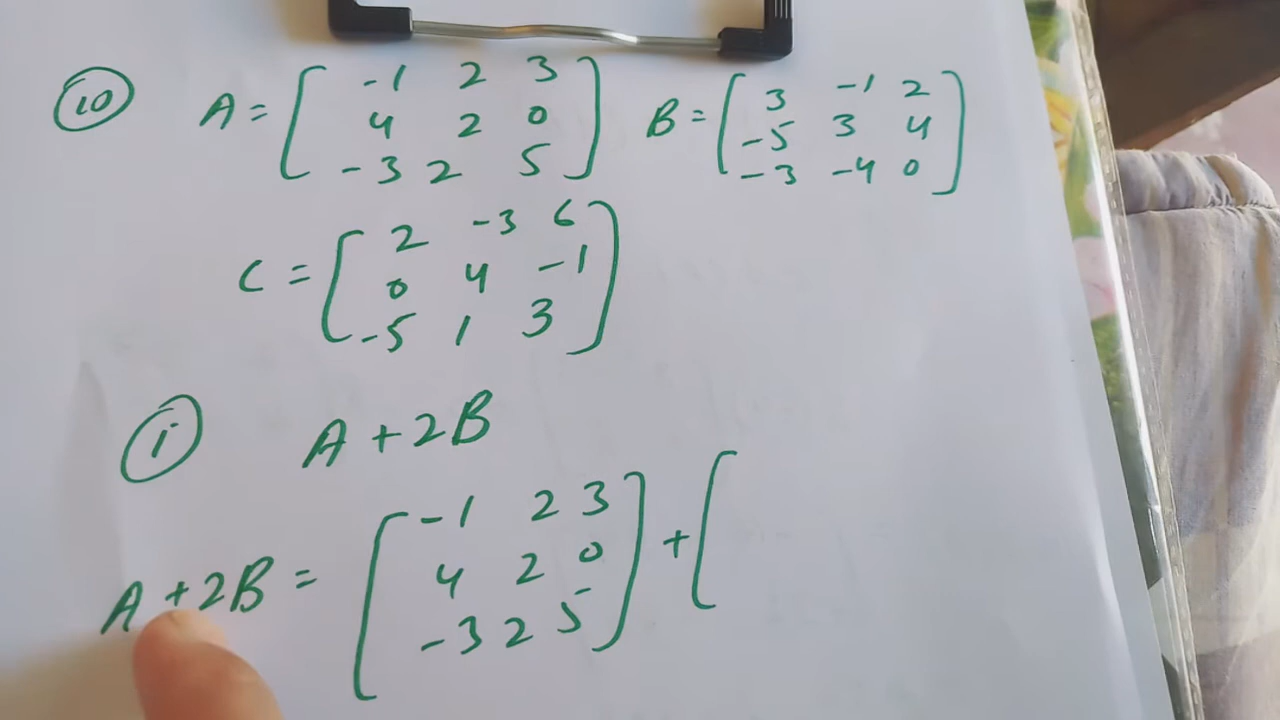 10 A = [ -1 2 3 B = [ 3 -1 2
4 2 0 -5 3 4
-3 2 5 ] -3 -4 0 ]
C = [ 2 -3 6
0 4 -1
-5 1 3 ]
i A + 2B
A + 2B = [ -1 2 3 + [
4 2 0
-3 2 5 ]